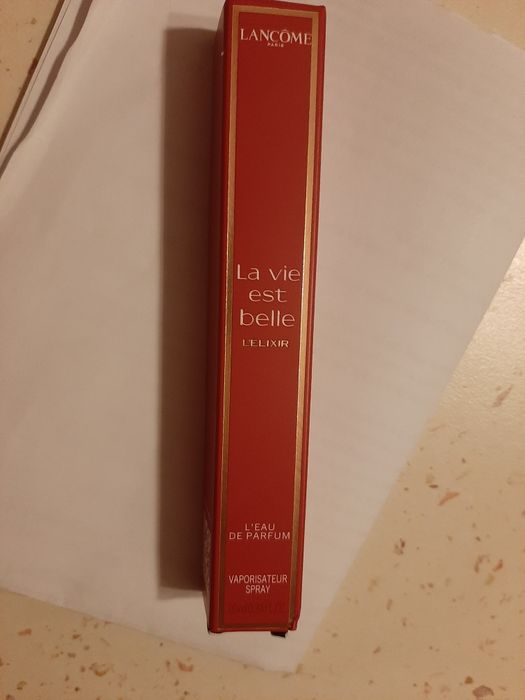 LANCÔME
PARIS
La vie
est
belle
L'ELIXIR
L'EAU
DE PARFUM
VAPORISATEUR
SPRAY